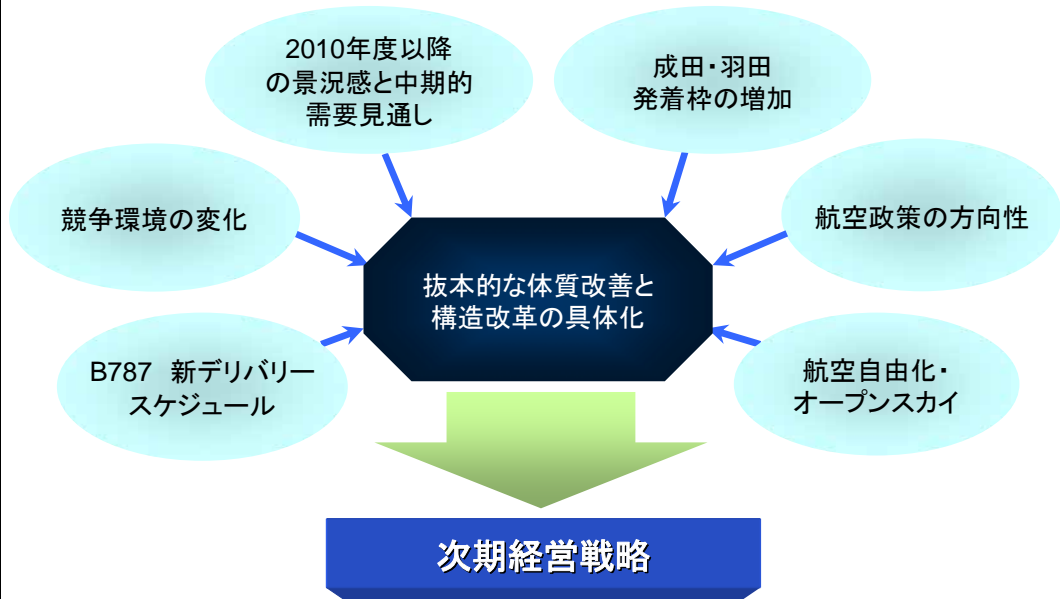 2010年度以降
の景況感と中期的
需要見通し
成田・羽田
発着枠の増加
競争環境の変化
航空政策の方向性
抜本的な体質改善と
構造改革の具体化
B787 新デリバリー
スケジュール
航空自由化・
オープンスカイ
次期経営戦略